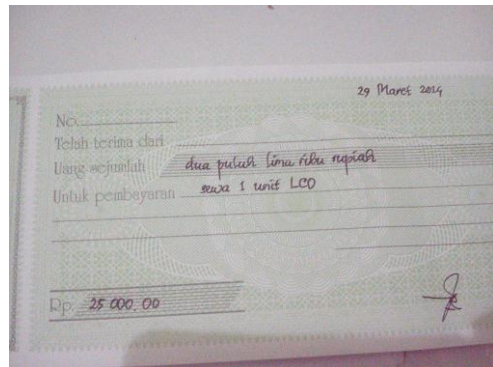 29 Maret 2014
No.
Telah terima dari
Uang sejumlah dua puluh lima ribu rupiah
Untuk pembayaran sewa 1 unit LCD
Rp. 25 000,00